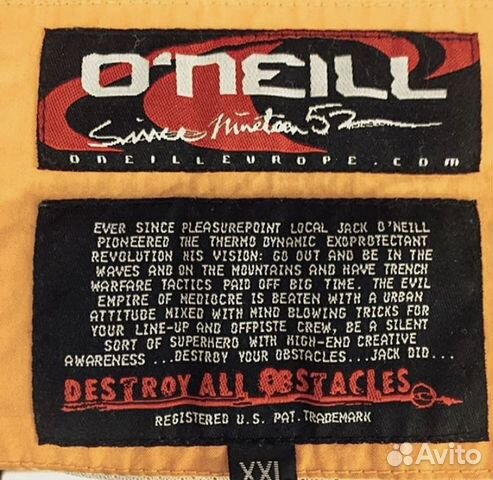 O'NEILL
Since Nineteen 52
ONEILLEUROPE.COM
EVER SINCE PLEASUREPOINT LOCAL JACK O'NEILL
PIONEERED THE THERMO DYNAMIC EXOPROTECTANT
REVOLUTION HIS VISION: GO OUT AND BE IN THE
WAVES AND ON THE MOUNTAINS AND HAVE TRENCH
WARFARE TACTICS PAID OFF BIG TIME. THE EVIL
EMPIRE OF MEDIOCRE IS BEATEN WITH A URBAN
ATTITUDE MIXED WITH MIND BLOWING TRICKS FOR
YOUR LINE-UP AND OFFPISTE CREW, BE A SILENT
SORT OF SUPERHERO WITH HIGH-END CREATIVE
AWARENESS ...DESTROY YOUR OBSTACLES...JACK DID...
DESTROY ALL OBSTACLES
REGISTERED U.S. PAT. TRADEMARK
XXL
Avito